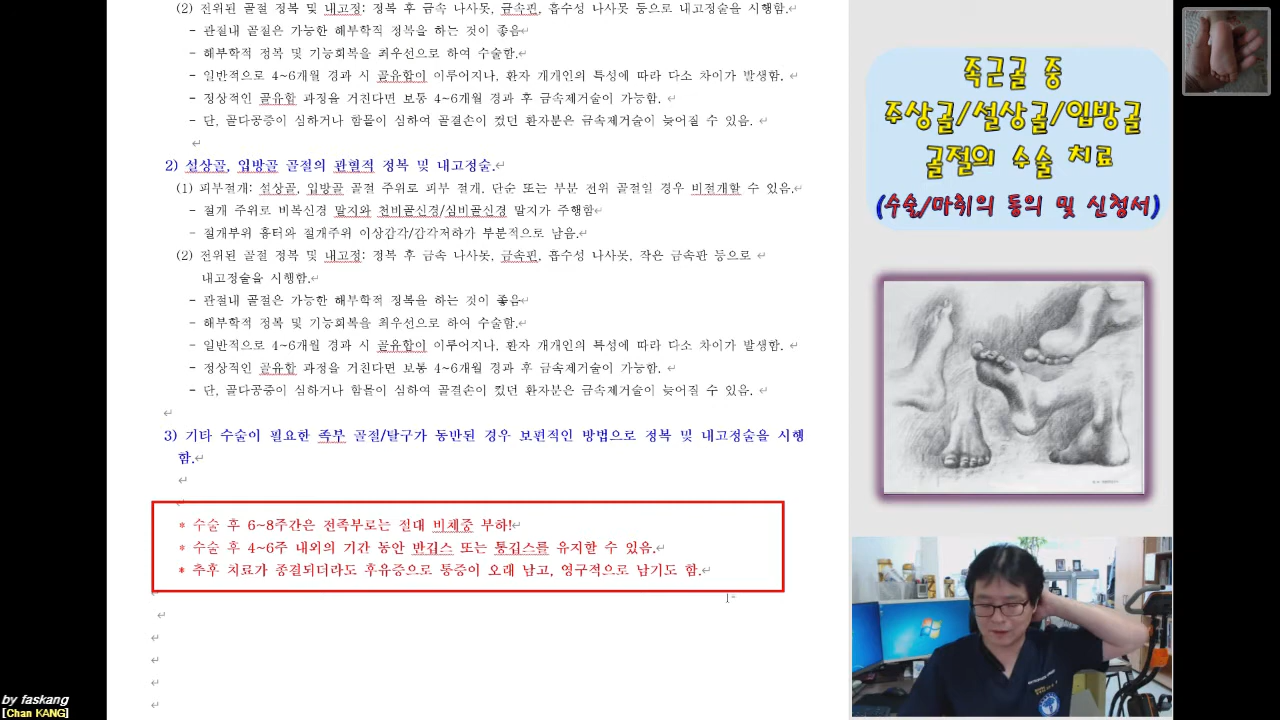 (2) 전위된 골절 정복 및 내고정: 정복 후 금속 나사못, 금속핀, 흡수성 나사못 등으로 내고정술을 시행함.
- 관절내 골절은 가능한 해부학적 정복을 하는 것이 좋음
- 해부학적 정복 및 기능회복을 최우선으로 하여 수술함.
- 일반적으로 4~6개월 경과 시 골유합이 이루어지나, 환자 개개인의 특성에 따라 다소 차이가 발생함.
- 정상적인 골유합 과정을 거친다면 보통 4~6개월 경과 후 금속제거술이 가능함.
- 단, 골다공증이 심하거나 함몰이 심하여 골결손이 컸던 환자분은 금속제거술이 늦어질 수 있음.
2) 설상골, 입방골 골절의 관혈적 정복 및 내고정술.
(1) 피부절개: 설상골, 입방골 골절 주위로 피부 절개. 단순 또는 부분 전위 골절일 경우 비절개할 수 있음.
- 절개 주위로 비복신경 말지와 천비골신경/심비골신경 말지가 주행함
- 절개부위 흉터와 절개주위 이상감각/감각저하가 부분적으로 남음.
(2) 전위된 골절 정복 및 내고정: 정복 후 금속 나사못, 금속핀, 흡수성 나사못, 작은 금속판 등으로
내고정술을 시행함.
- 관절내 골절은 가능한 해부학적 정복을 하는 것이 좋음
- 해부학적 정복 및 기능회복을 최우선으로 하여 수술함.
- 일반적으로 4~6개월 경과 시 골유합이 이루어지나, 환자 개개인의 특성에 따라 다소 차이가 발생함.
- 정상적인 골유합 과정을 거친다면 보통 4~6개월 경과 후 금속제거술이 가능함.
- 단, 골다공증이 심하거나 함몰이 심하여 골결손이 컸던 환자분은 금속제거술이 늦어질 수 있음.
3) 기타 수술이 필요한 족부 골절/탈구가 동반된 경우 보편적인 방법으로 정복 및 내고정술을 시행
함.
* 수술 후 6~8주간은 전족부로는 절대 비체중 부하!
* 수술 후 4~6주 내외의 기간 동안 반깁스 또는 통깁스를 유지할 수 있음.
* 추후 치료가 종결되더라도 후유증으로 통증이 오래 남고, 영구적으로 남기도 함.
족근골 중
주상골/설상골/입방골
골절의 수술 치료
(수술/마취의 동의 및 신청서)
by faskang
[Chan KANG]